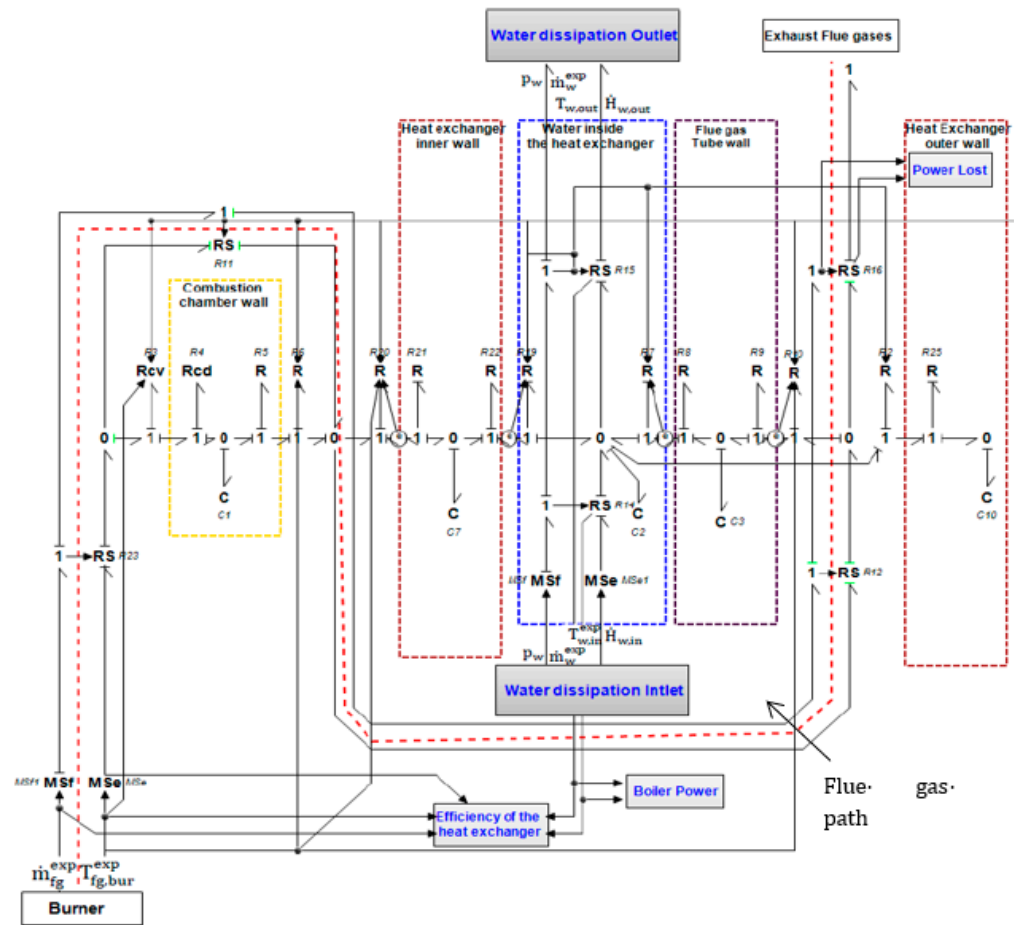 Water dissipation Outlet
Exhaust Flue gases
p_w ṁ_w^exp
T_w,out Ḣ_w,out
1
Heat exchanger
inner wall
Water inside
the heat exchanger
Flue gas
Tube wall
Heat Exchanger
outer wall
Power Lost
1
RS
R11
1 RS R15
1 RS R16
Combustion
chamber wall
R3 R4 R5 R6 R20 R21 R22 R19 R7 R8 R9 R10 R2 R25
Rcv Rcd R R R R R R R R R R R R
0 1 1 0 1 1 0 1 1 0 1 1 0 1 1 0 1 1 0 1 1 0
C
C1
C
C7
1 RS R14
C
C2
C C3
C
C10
1 RS R23
1 RS R12
Msf MSf MSe MSe1
T_w,in^exp Ḣ_w,in
p_w ṁ_w^exp
Water dissipation Intlet
MSf1 MSf MSe MSe
Boiler Power
Efficiency of the
heat exchanger
Flue· gas·
path
ṁ_fg^exp T_fg,bur^exp
Burner